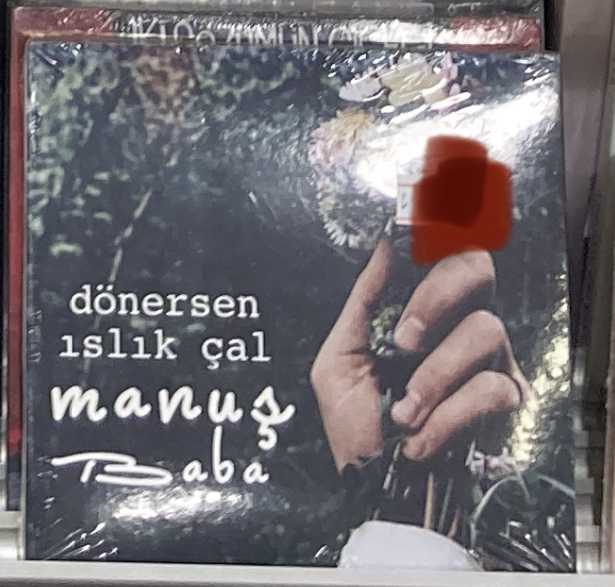 dönersen
ıslık çal
manuş
Baba